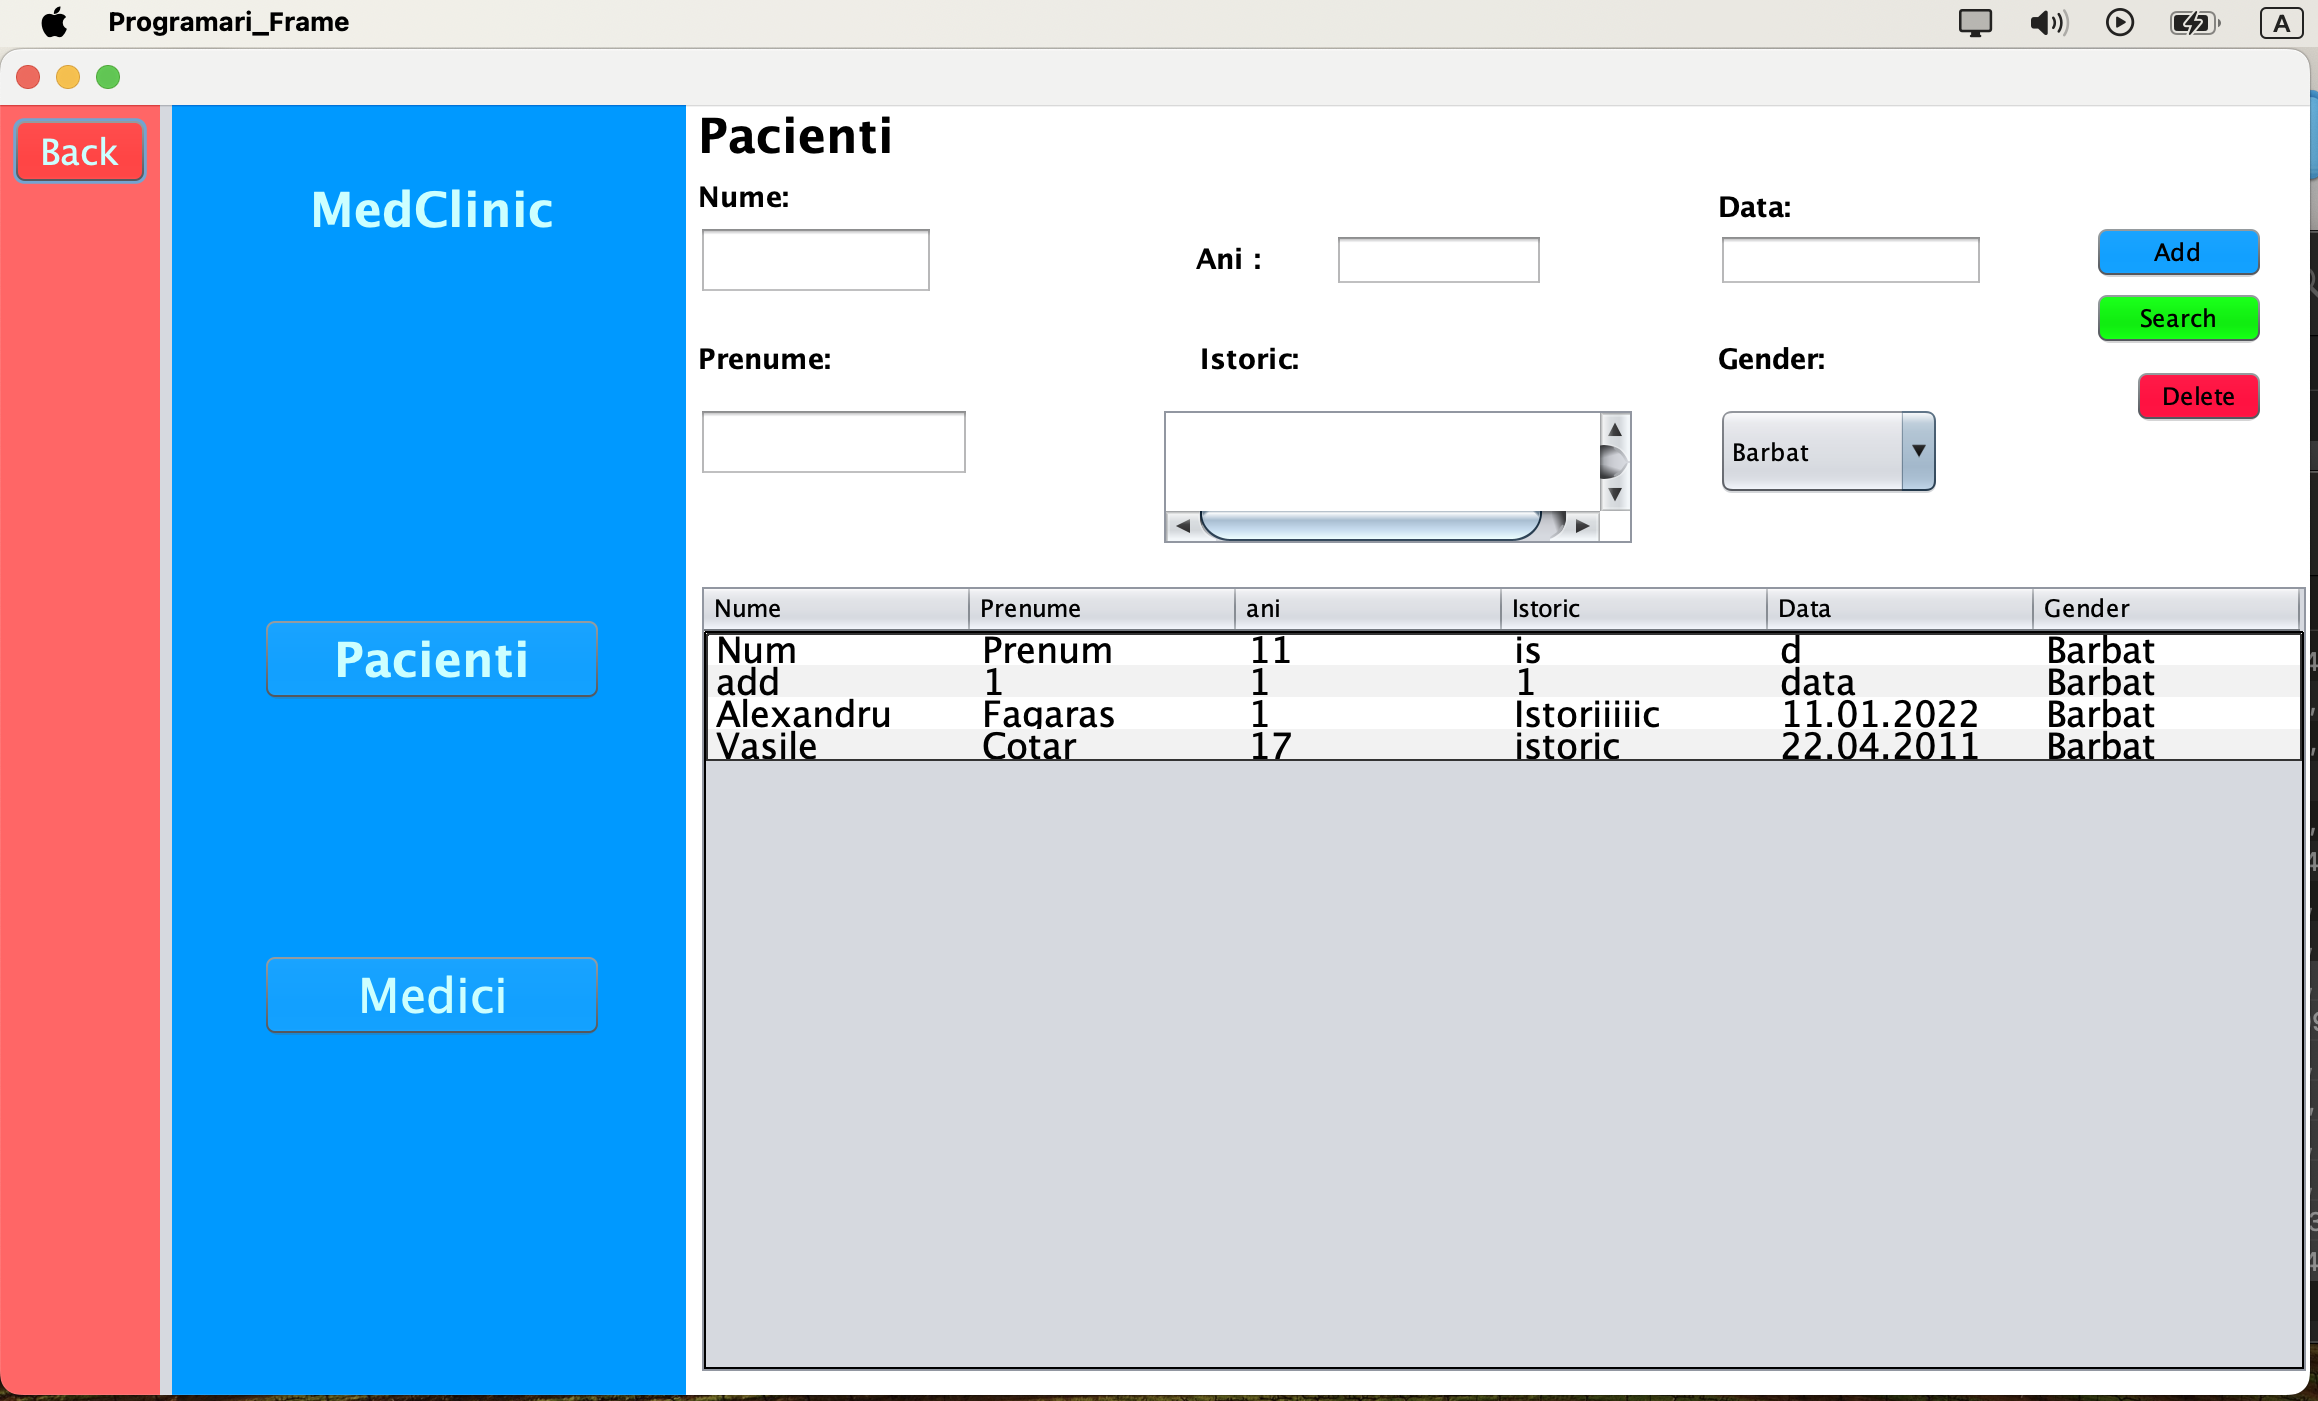 Programari_Frame
A
Back
MedClinic
Pacienti
Medici
Pacienti
Nume:
Ani :
Data:
Add
Search
Prenume:
Istoric:
Gender:
Delete
Barbat
Nume Prenume ani Istoric Data Gender
Num Prenum 11 is d Barbat
add 1 1 1 data Barbat
Alexandru Fagaras 1 Istoriiiiic 11.01.2022 Barbat
Vasile Cotar 17 istoric 22.04.2011 Barbat